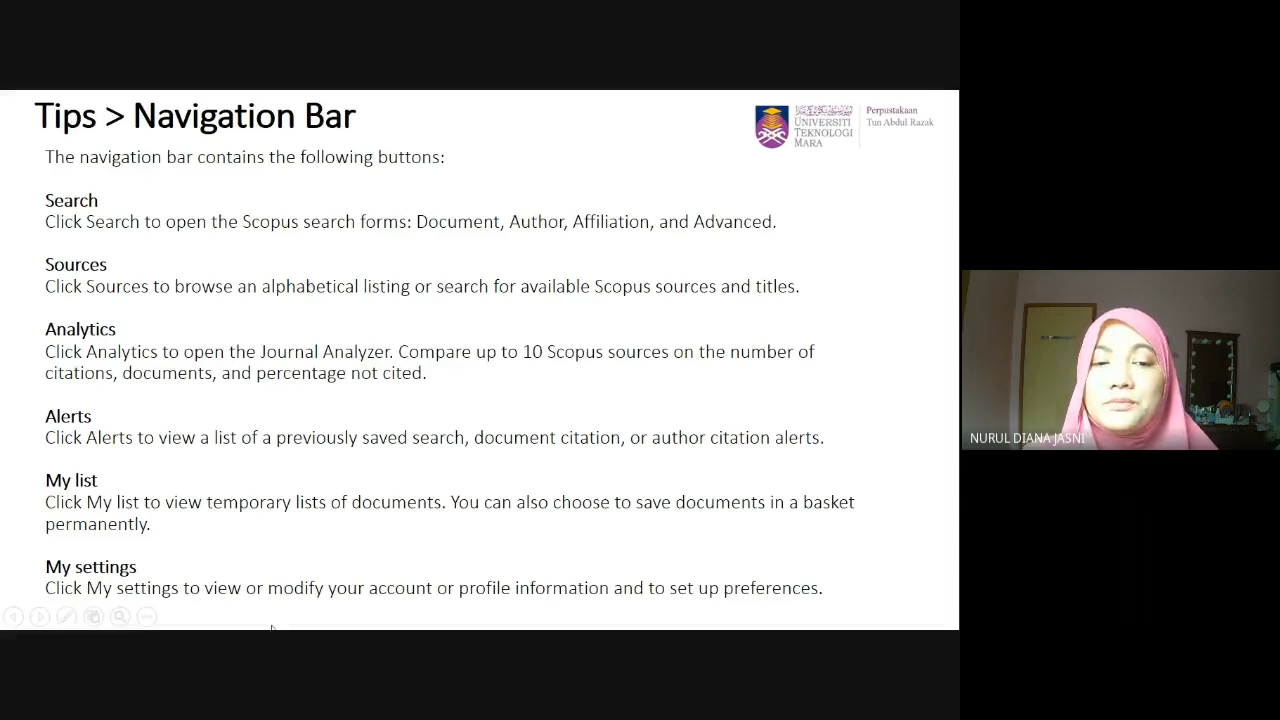 Tips > Navigation Bar
UNIVERSITI
TEKNOLOGI
MARA
Perpustakaan
Tun Abdul Razak
The navigation bar contains the following buttons:
Search
Click Search to open the Scopus search forms: Document, Author, Affiliation, and Advanced.
Sources
Click Sources to browse an alphabetical listing or search for available Scopus sources and titles.
Analytics
Click Analytics to open the Journal Analyzer. Compare up to 10 Scopus sources on the number of
citations, documents, and percentage not cited.
Alerts
Click Alerts to view a list of a previously saved search, document citation, or author citation alerts.
My list
Click My list to view temporary lists of documents. You can also choose to save documents in a basket
permanently.
My settings
Click My settings to view or modify your account or profile information and to set up preferences.
NURUL DIANA JASNI